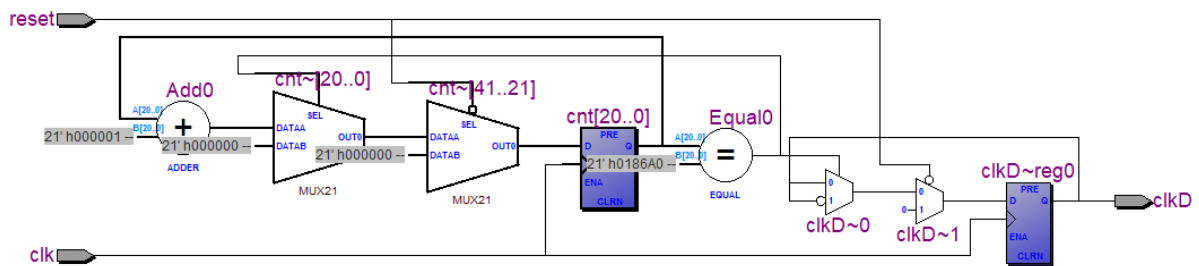 reset
cnt~[20..0]
cnt~[41..21]
Add0
A[20..0]
B[20..0]
21' h000001 --
+
ADDER
SEL
DATAA
DATAB
OUT0
21' h000000 --
MUX21
SEL
DATAA
DATAB
OUT0
21' h000000 --
MUX21
cnt[20..0]
PRE
D
Q
ENA
CLRN
Equal0
A[20..0]
B[20..0]
21' h0186A0 --
=
EQUAL
0
1
clkD~0
0
0
1
clkD~1
clkD~reg0
PRE
D
Q
ENA
CLRN
clkD
clk